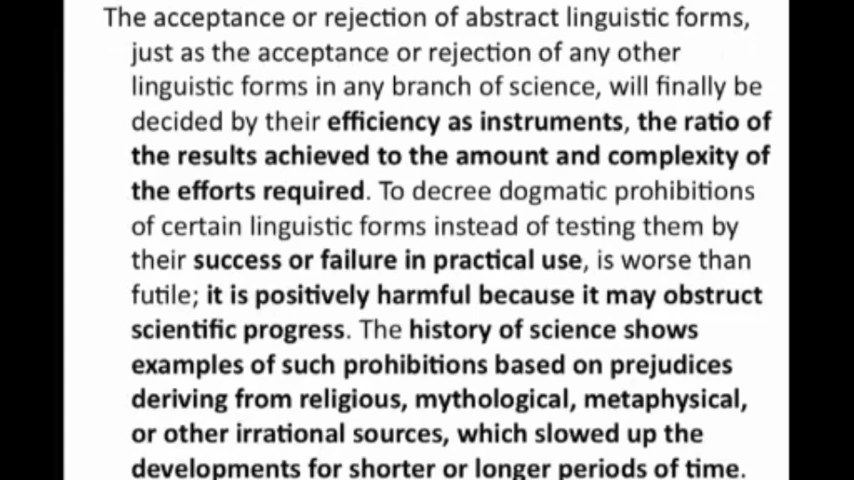 The acceptance or rejection of abstract linguistic forms,
just as the acceptance or rejection of any other
linguistic forms in any branch of science, will finally be
decided by their efficiency as instruments, the ratio of
the results achieved to the amount and complexity of
the efforts required. To decree dogmatic prohibitions
of certain linguistic forms instead of testing them by
their success or failure in practical use, is worse than
futile; it is positively harmful because it may obstruct
scientific progress. The history of science shows
examples of such prohibitions based on prejudices
deriving from religious, mythological, metaphysical,
or other irrational sources, which slowed up the
developments for shorter or longer periods of time.